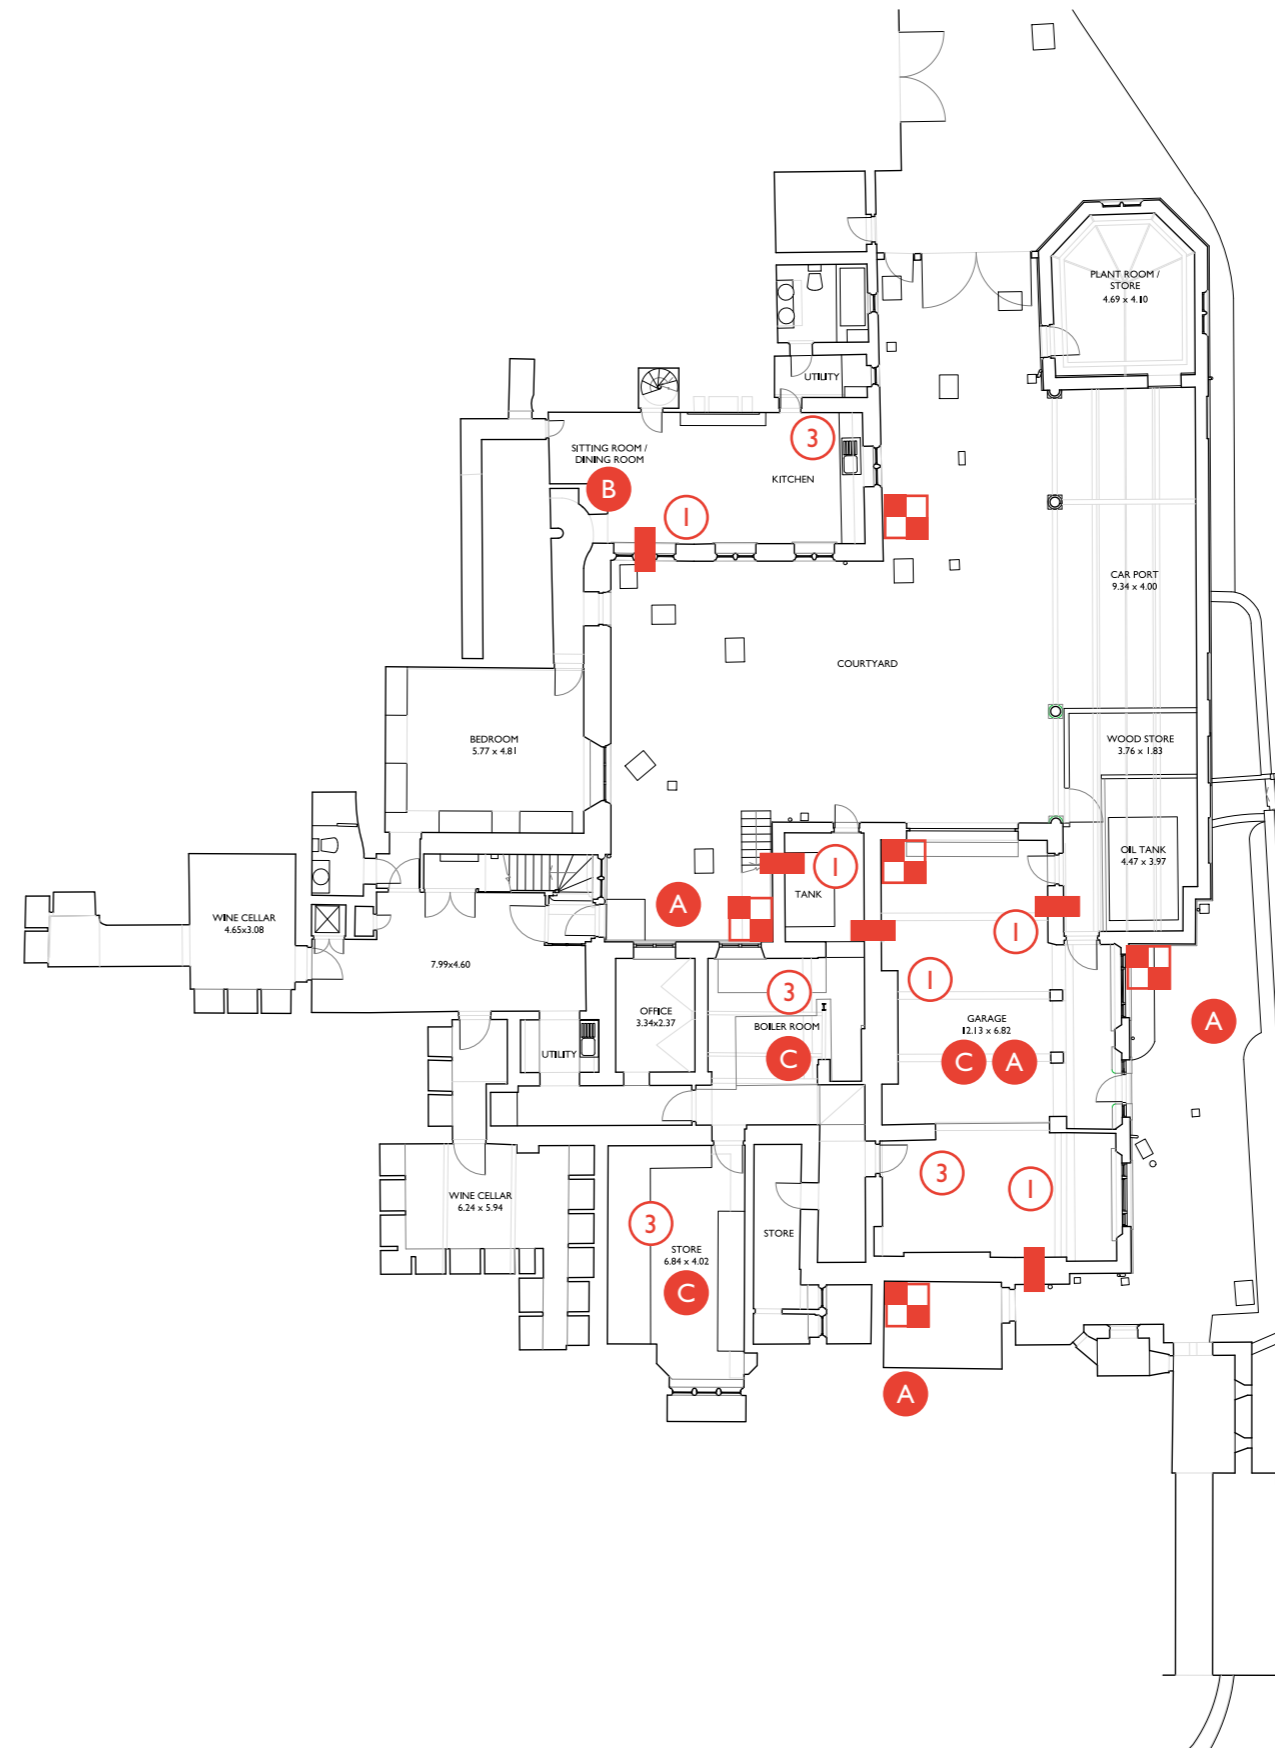 PLANT ROOM /
STORE
4.69 x 4.10
UTILITY
3
SITTING ROOM /
DINING ROOM
KITCHEN
B
1
CAR PORT
9.34 x 4.00
COURTYARD
BEDROOM
5.77 x 4.81
WOOD STORE
3.76 x 1.83
OIL TANK
4.47 x 3.97
1
TANK
A
WINE CELLAR
4.65x3.08
1
7.99x4.60
1
3
OFFICE
3.34x2.37
BOILER ROOM
I
GARAGE
12.13 x 6.82
A
UTILITY
C
C
A
3
1
WINE CELLAR
6.24 x 5.94
3
STORE
STORE
6.84 x 4.02
C
A